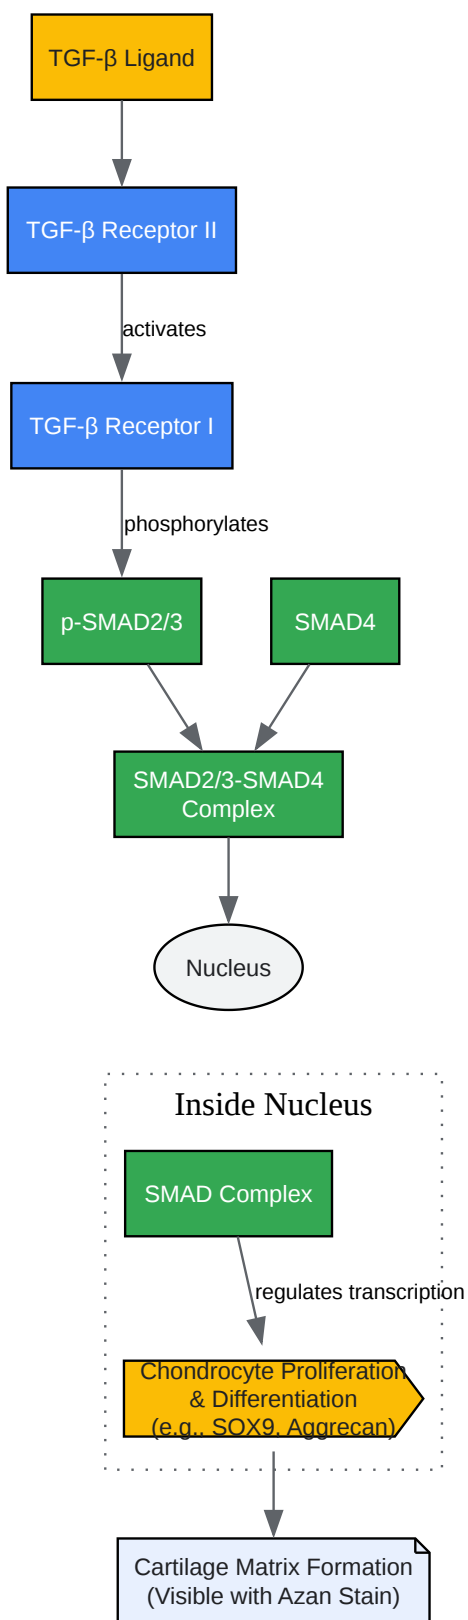 TGF-β Ligand
TGF-β Receptor II
activates
TGF-β Receptor I
phosphorylates
p-SMAD2/3
SMAD4
SMAD2/3-SMAD4
Complex
Nucleus
Inside Nucleus
SMAD Complex
regulates transcription
Chondrocyte Proliferation
& Differentiation
(e.g., SOX9, Aggrecan)
Cartilage Matrix Formation
(Visible with Azan Stain)